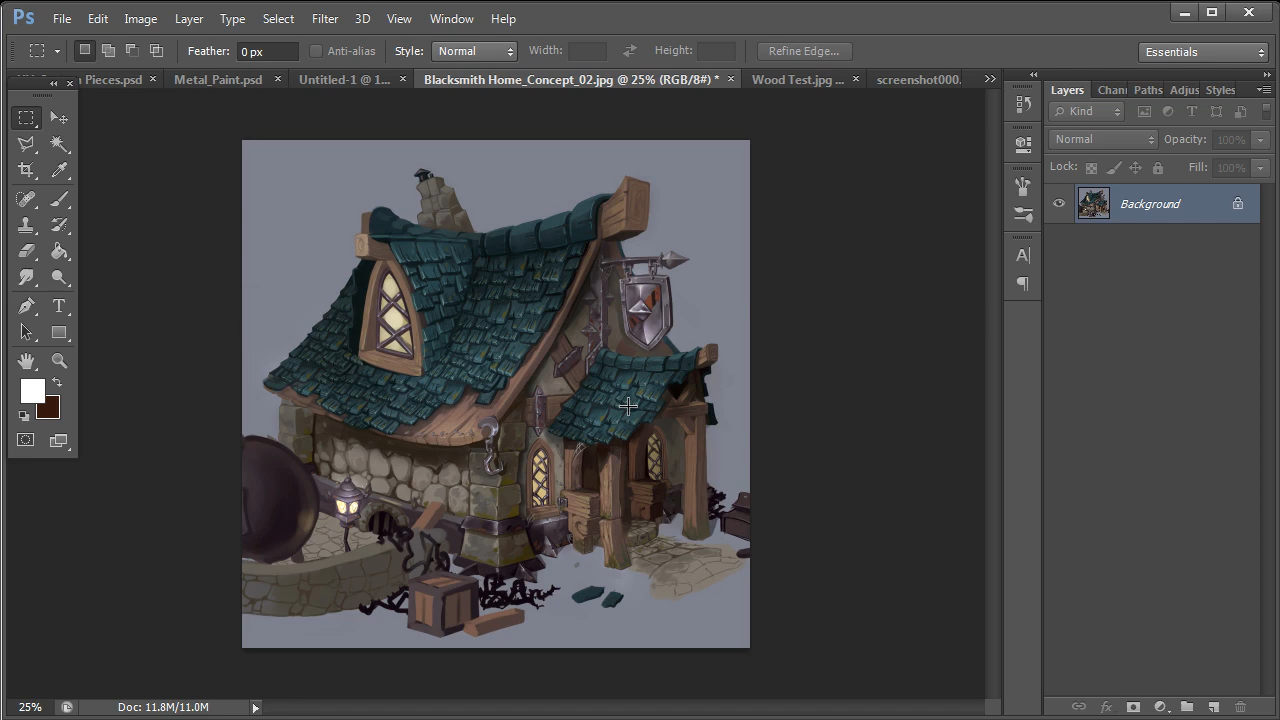 Ps File Edit Image Layer Type Select Filter 3D View Window Help
Feather: 0 px Anti-alias Style: Normal Width: Height: Refine Edge... Essentials
n Pieces.psd × Metal_Paint.psd × Untitled-1 @ 1... × Blacksmith Home_Concept_02.jpg @ 25% (RGB/8#) * × Wood Test.jpg ... × screenshot000.
Layers Chann Paths Adjus Styles
Kind
Normal Opacity: 100%
Lock: Fill: 100%
Background
25% Doc: 11.8M/11.0M